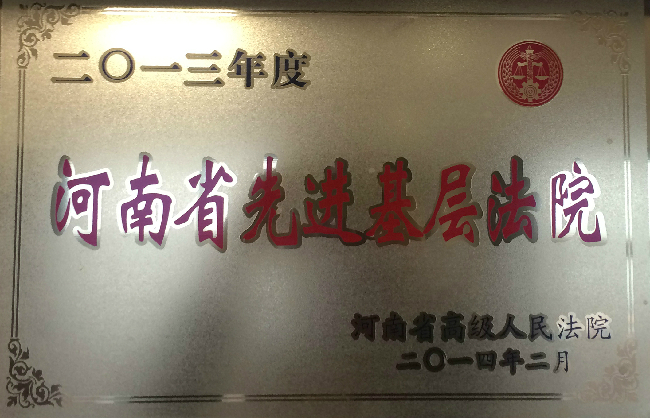 二〇一三年度
河南省先进基层法院
河南省高级人民法院
二〇一四年二月